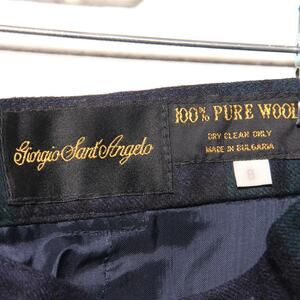 Giorgio Sant'Angelo
100% PURE WOOL
DRY CLEAN ONLY
MADE IN BULGARIA
8